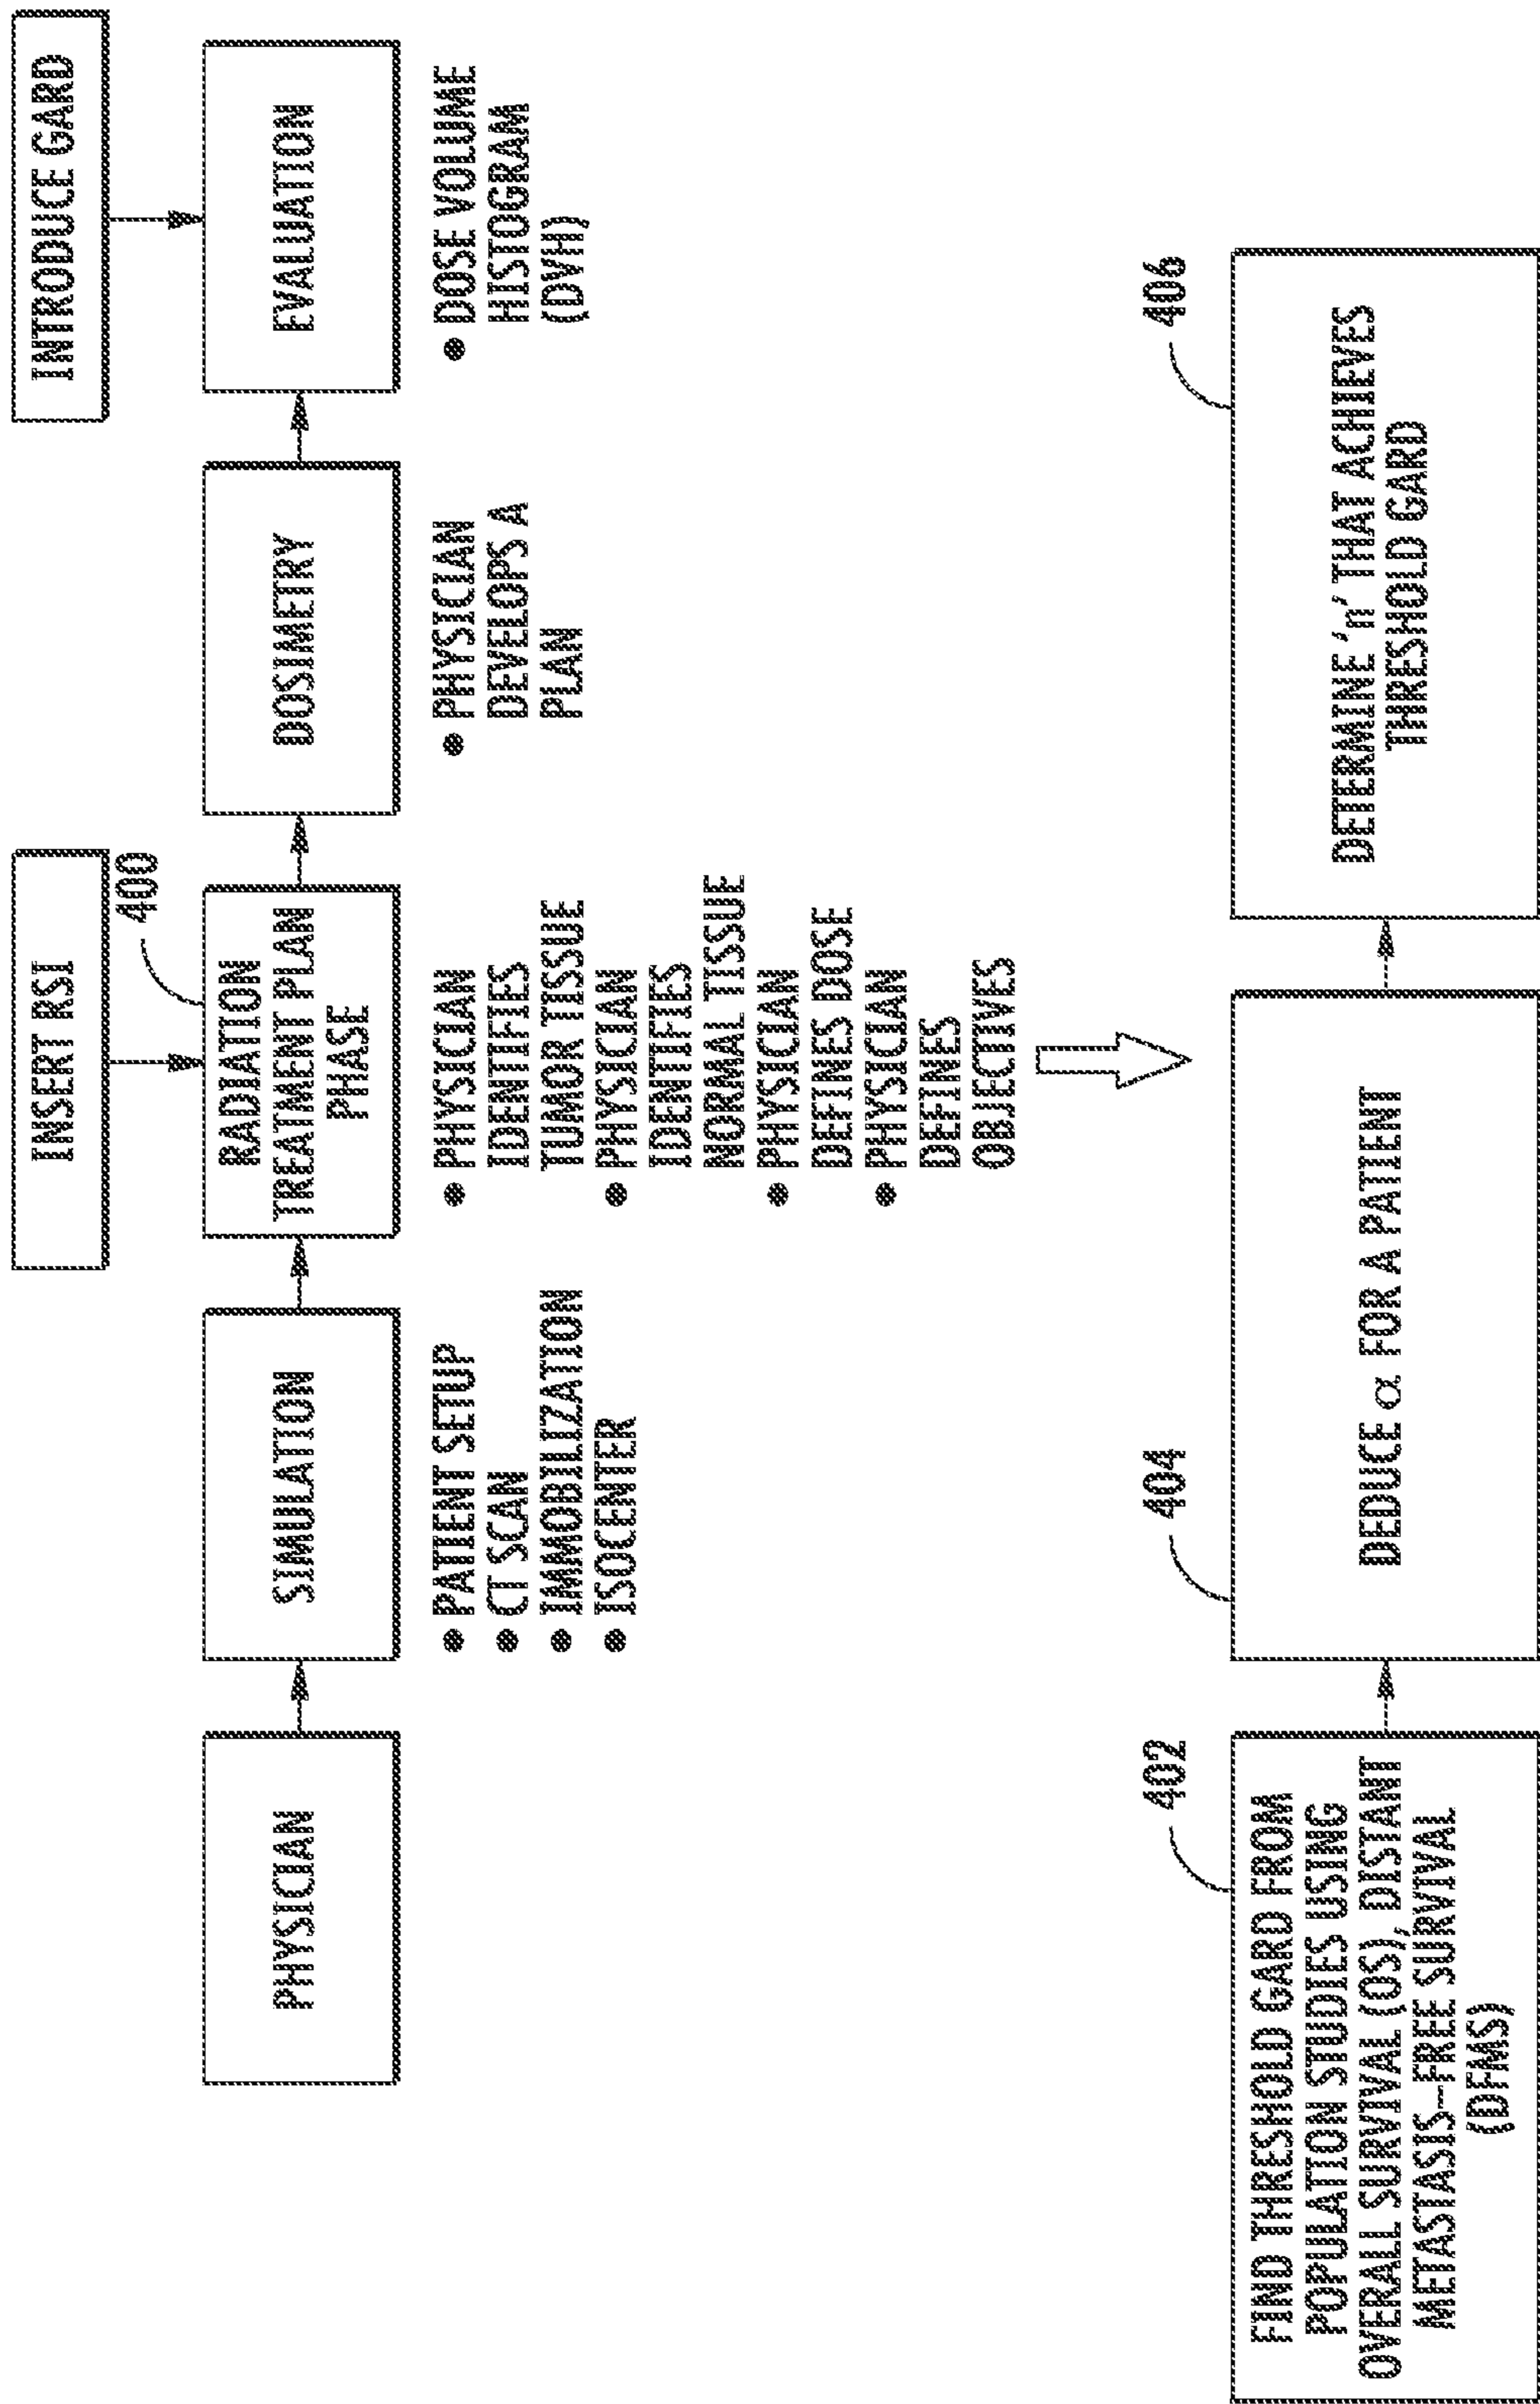 INSERT RSI
INTRODUCE GARD
400
PHYSICIAN
SIMULATION
RADIATION
TREATMENT PLAN
PHASE
DOSIMETRY
EVALUATION
● PATIENT SETUP
● CT SCAN
● IMMOBILIZATION
● ISOCENTER
● PHYSICIAN
IDENTIFIES
TUMOR TISSUE
● PHYSICIAN
IDENTIFIES
NORMAL TISSUE
● PHYSICIAN
DEFINES DOSE
● PHYSICIAN
DEFINES
OBJECTIVES
● PHYSICIAN
DEVELOPS A
PLAN
● DOSE VOLUME
HISTOGRAM
(DVH)
402
FIND THRESHOLD GARD FROM
POPULATION STUDIES USING
OVERALL SURVIVAL (OS), DISTANT
METASTASIS-FREE SURVIVAL
(DFMS)
404
DEDUCE α FOR A PATIENT
406
DETERMINE 'n' THAT ACHIEVES
THRESHOLD GARD